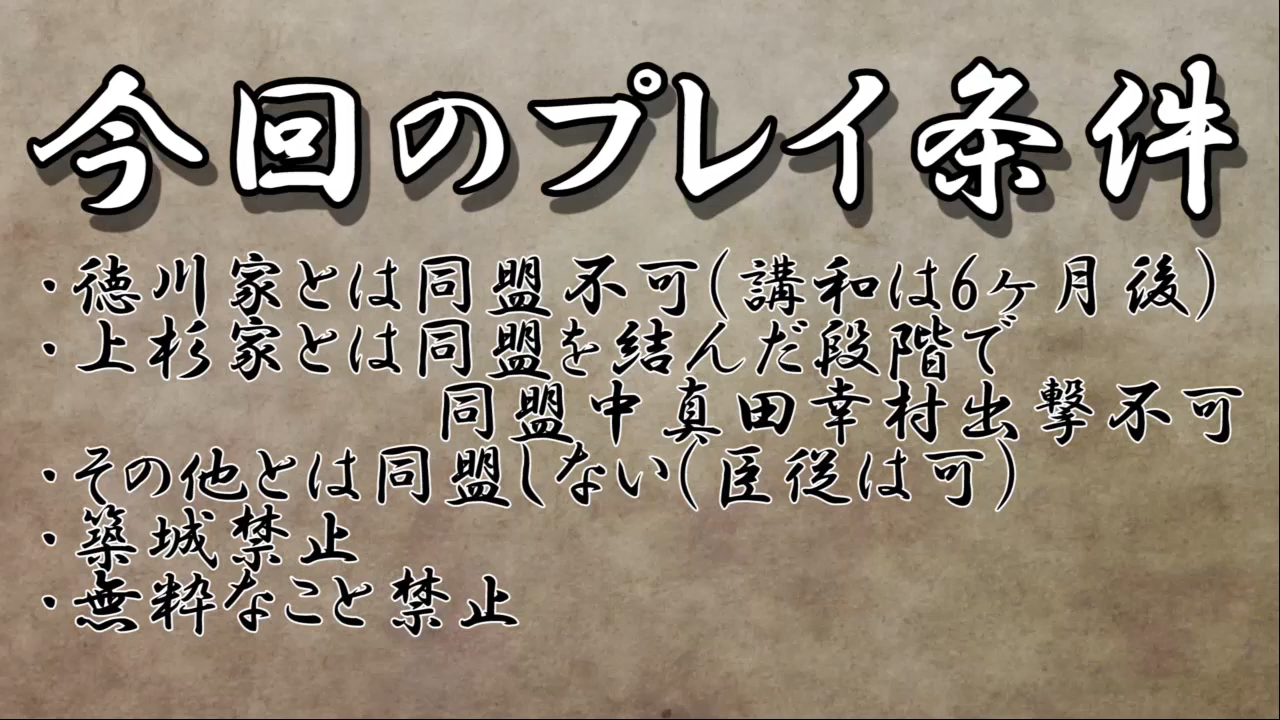 今回のプレイ条件
・徳川家とは同盟不可(講和は6ヶ月後)
・上杉家とは同盟を結んだ段階で
同盟中真田幸村出撃不可
・その他とは同盟しない(臣従は可)
・築城禁止
・無粋なこと禁止